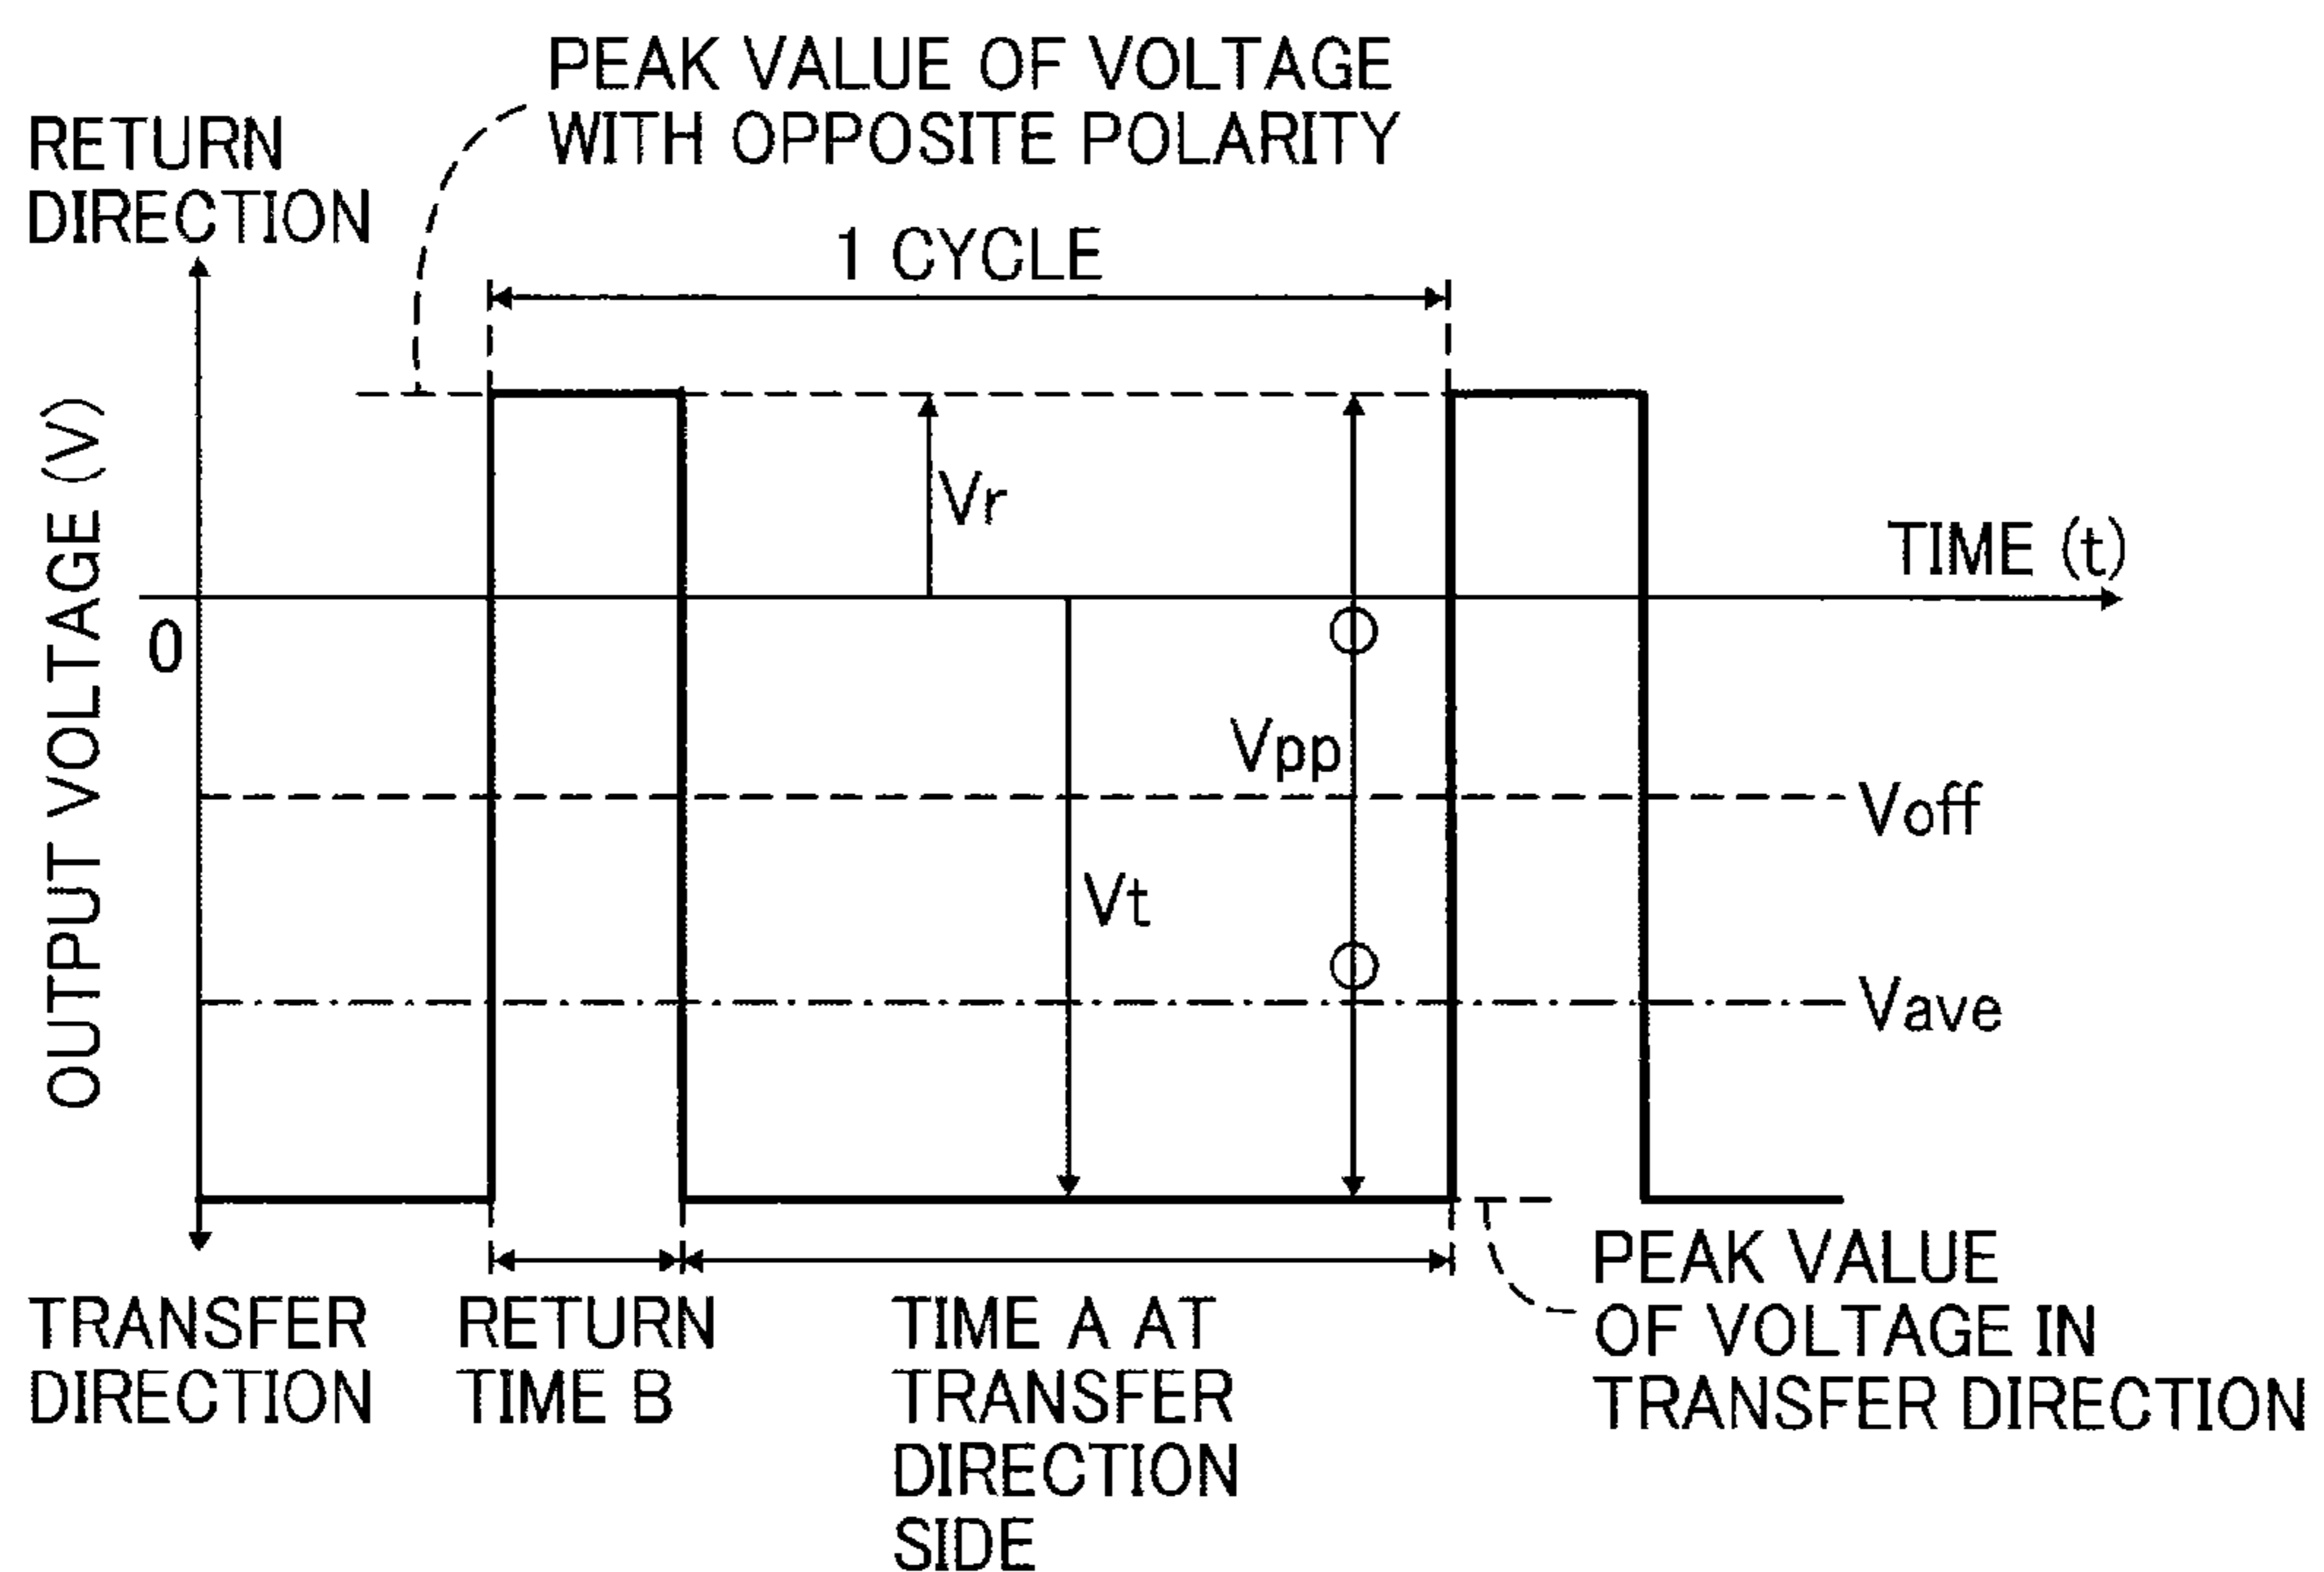 PEAK VALUE OF VOLTAGE
WITH OPPOSITE POLARITY
RETURN
DIRECTION
1 CYCLE
OUTPUT VOLTAGE (V)
Vr
TIME (t)
0
Vpp
Voff
Vt
Vave
TRANSFER
DIRECTION
RETURN
TIME B
TIME A AT
TRANSFER
DIRECTION
SIDE
PEAK VALUE
OF VOLTAGE IN
TRANSFER DIRECTION